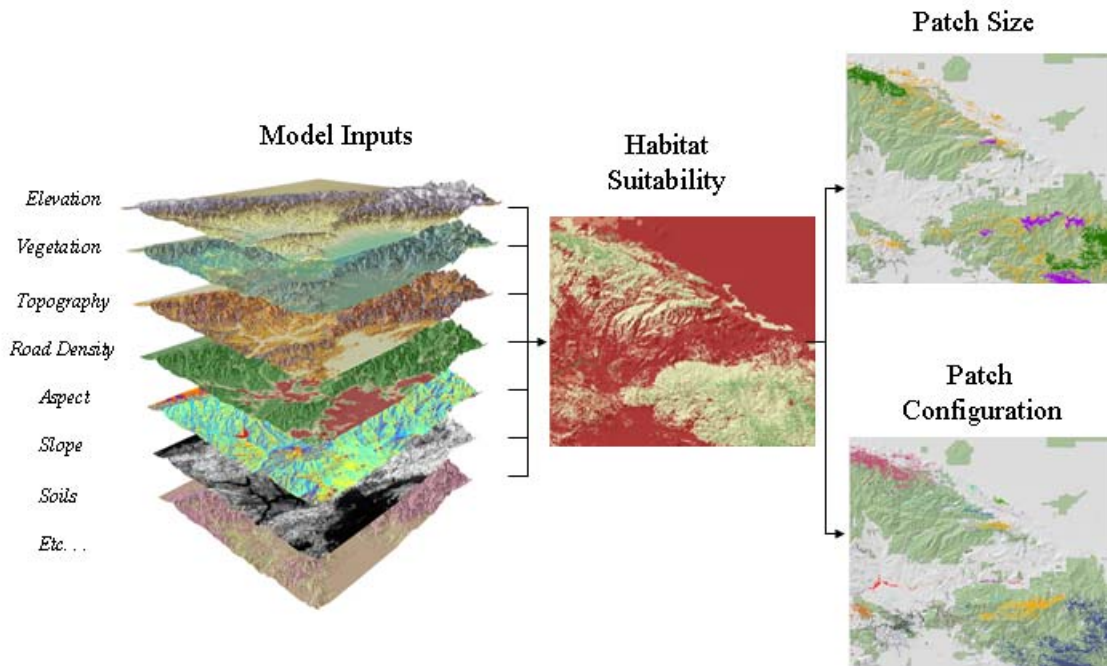 Patch Size
Model Inputs
Habitat
Suitability
Elevation
Vegetation
Topography
Road Density
Aspect
Slope
Soils
Etc. . .
Patch
Configuration